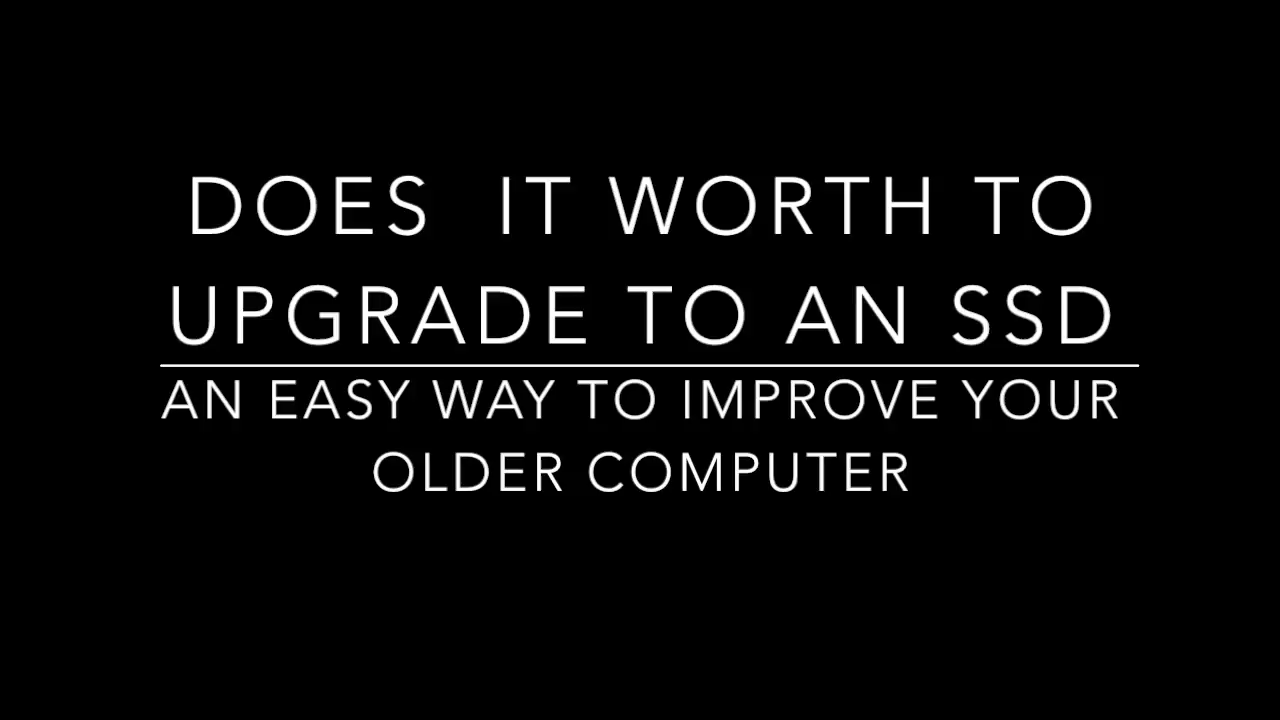 DOES IT WORTH TO
UPGRADE TO AN SSD
AN EASY WAY TO IMPROVE YOUR
OLDER COMPUTER